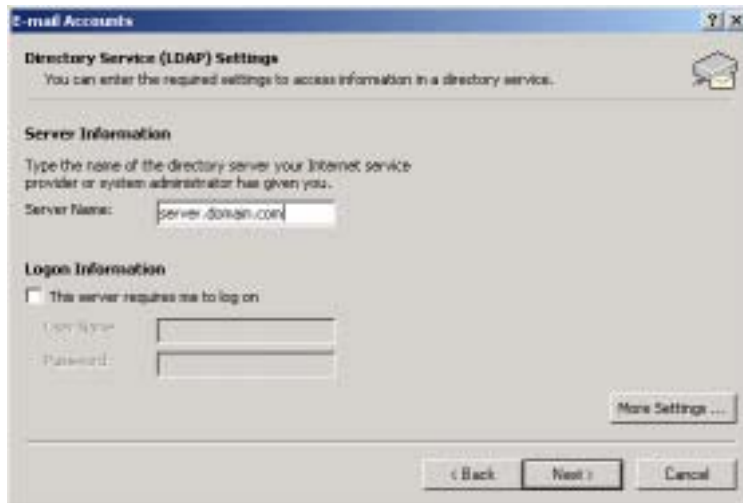 E-mail Accounts
Directory Service (LDAP) Settings
You can enter the required settings to access information in a directory service.
Server Information
Type the name of the directory server your Internet service
provider or system administrator has given you.
Server Name: server.domain.com
Logon Information
This server requires me to log on
User Name
Password
More Settings ...
< Back Next > Cancel